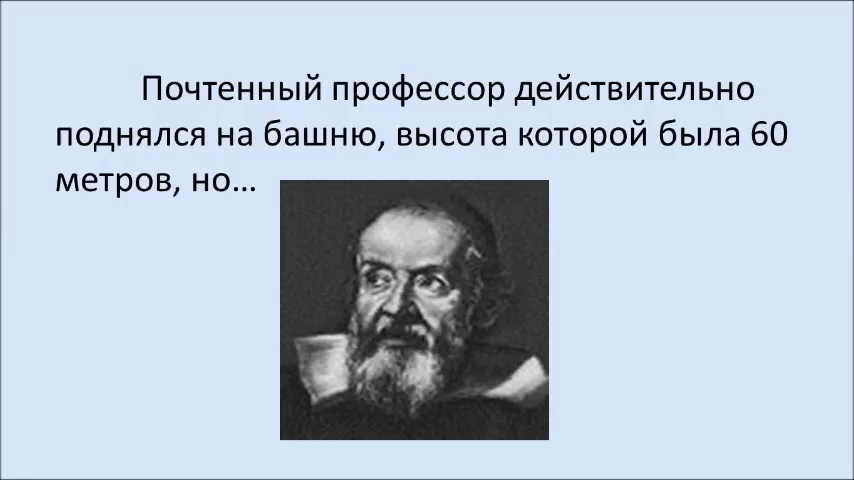 Почтенный профессор действительно
поднялся на башню, высота которой была 60
метров, но…